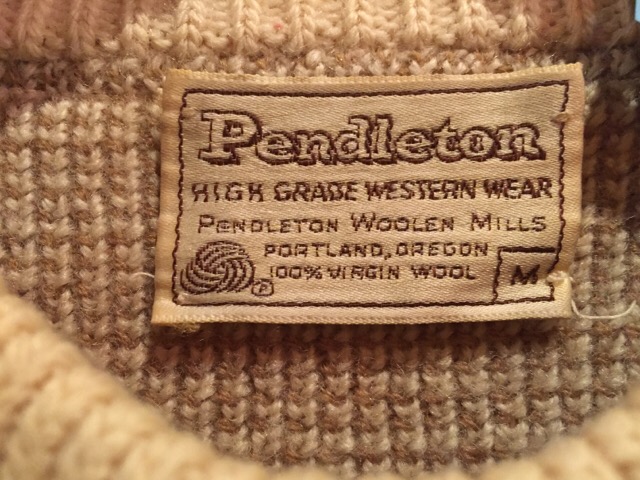 Pendleton
HIGH GRADE WESTERN WEAR
PENDLETON WOOLEN MILLS
PORTLAND, OREGON
100% VIRGIN WOOL
M
R